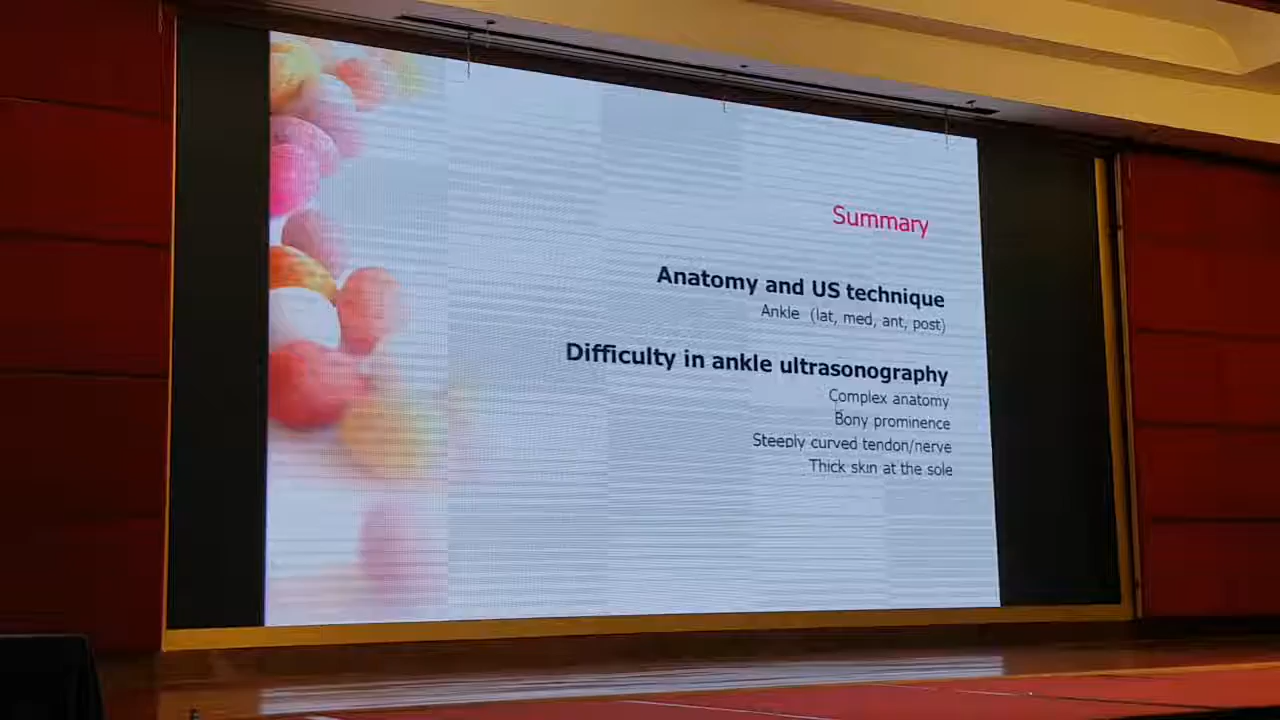 Summary
Anatomy and US technique
Ankle (lat, med, ant, post)
Difficulty in ankle ultrasonography
Complex anatomy
Bony prominence
Steeply curved tendon/nerve
Thick skin at the sole